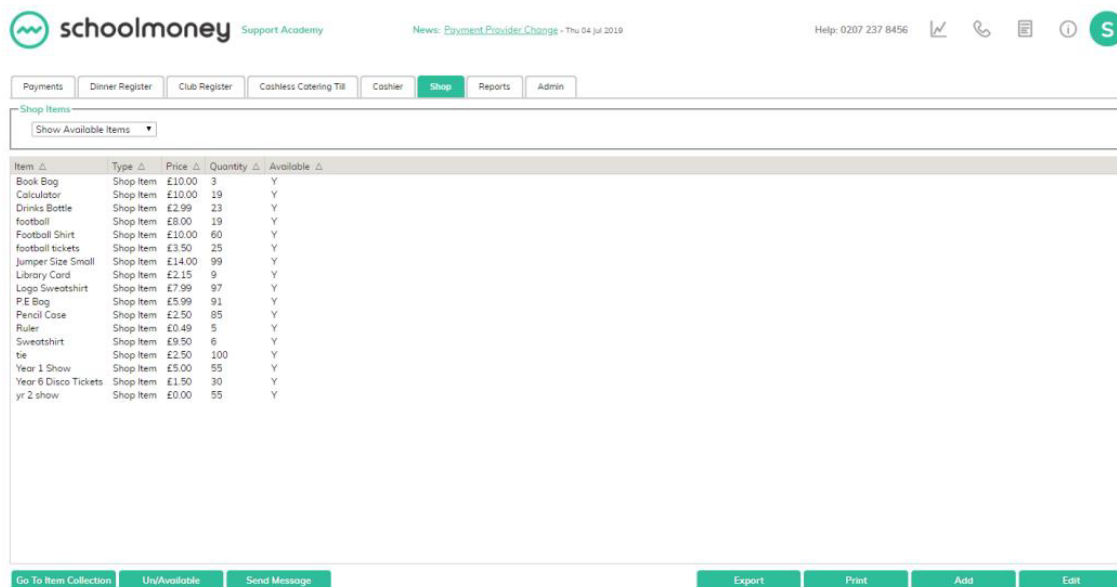 schoolmoney Support Academy News: Payment Provider Change - Thu 04 Jul 2019 Help: 0207 237 8456 S
Payments Dinner Register Club Register Cashless Catering Till Cashier Shop Reports Admin
Shop Items
Show Available Items
Item Type Price Quantity Available
Book Bag Shop Item £10.00 3 Y
Calculator Shop Item £10.00 19 Y
Drinks Bottle Shop Item £2.99 23 Y
football Shop Item £8.00 19 Y
Football Shirt Shop Item £10.00 60 Y
football tickets Shop Item £3.50 25 Y
Jumper Size Small Shop Item £14.00 99 Y
Library Card Shop Item £2.15 9 Y
Logo Sweatshirt Shop Item £7.99 97 Y
P.E Bag Shop Item £5.99 91 Y
Pencil Case Shop Item £2.50 85 Y
Ruler Shop Item £0.49 5 Y
Sweatshirt Shop Item £9.50 6 Y
tie Shop Item £2.50 100 Y
Year 1 Show Shop Item £5.00 55 Y
Year 6 Disco Tickets Shop Item £1.50 30 Y
yr 2 show Shop Item £0.00 55 Y
Go To Item Collection Un/Available Send Message Export Print Add Edit